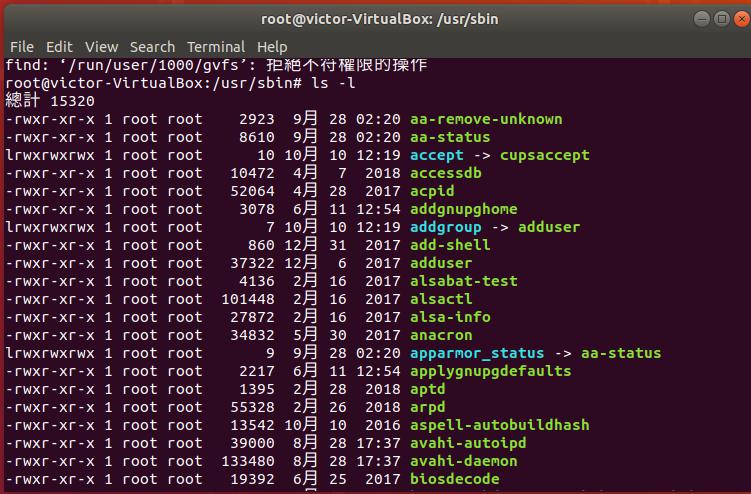 root@victor-VirtualBox: /usr/sbin
File Edit View Search Terminal Help
find: ‘/run/user/1000/gvfs’: 拒絕不符權限的操作
root@victor-VirtualBox:/usr/sbin# ls -l
總計 15320
-rwxr-xr-x 1 root root 2923 9月 28 02:20 aa-remove-unknown
-rwxr-xr-x 1 root root 8610 9月 28 02:20 aa-status
lrwxrwxrwx 1 root root 10 10月 10 12:19 accept -> cupsaccept
-rwxr-xr-x 1 root root 10472 4月 7 2018 accessdb
-rwxr-xr-x 1 root root 52064 4月 28 2017 acpid
-rwxr-xr-x 1 root root 3078 6月 11 12:54 addgnupghome
lrwxrwxrwx 1 root root 7 10月 10 12:19 addgroup -> adduser
-rwxr-xr-x 1 root root 860 12月 31 2017 add-shell
-rwxr-xr-x 1 root root 37322 12月 6 2017 adduser
-rwxr-xr-x 1 root root 4136 2月 16 2017 alsabat-test
-rwxr-xr-x 1 root root 101448 2月 16 2017 alsactl
-rwxr-xr-x 1 root root 27872 2月 16 2017 alsa-info
-rwxr-xr-x 1 root root 34832 5月 30 2017 anacron
lrwxrwxrwx 1 root root 9 9月 28 02:20 apparmor_status -> aa-status
-rwxr-xr-x 1 root root 2217 6月 11 12:54 applygnupgdefaults
-rwxr-xr-x 1 root root 1395 2月 28 2018 aptd
-rwxr-xr-x 1 root root 55328 2月 26 2018 arpd
-rwxr-xr-x 1 root root 13542 10月 10 2016 aspell-autobuildhash
-rwxr-xr-x 1 root root 39000 8月 28 17:37 avahi-autoipd
-rwxr-xr-x 1 root root 133480 8月 28 17:37 avahi-daemon
-rwxr-xr-x 1 root root 19392 6月 25 2017 biosdecode